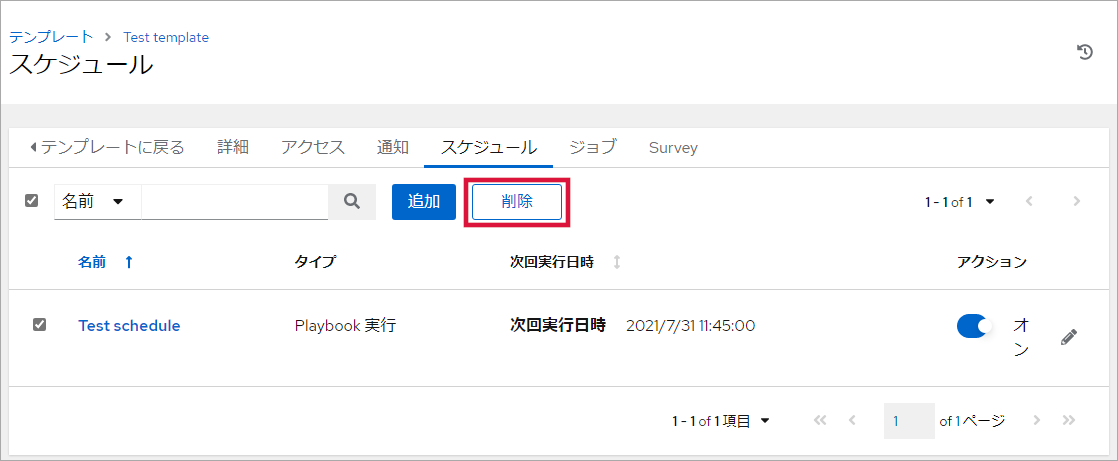 テンプレート > Test template
スケジュール
テンプレートに戻る 詳細 アクセス 通知 スケジュール ジョブ Survey
名前 追加 削除 1 - 1 of 1
名前 タイプ 次回実行日時 アクション
Test schedule Playbook 実行 次回実行日時 2021/7/31 11:45:00 オ
ン
1 - 1 of 1 項目 1 of 1 ページ